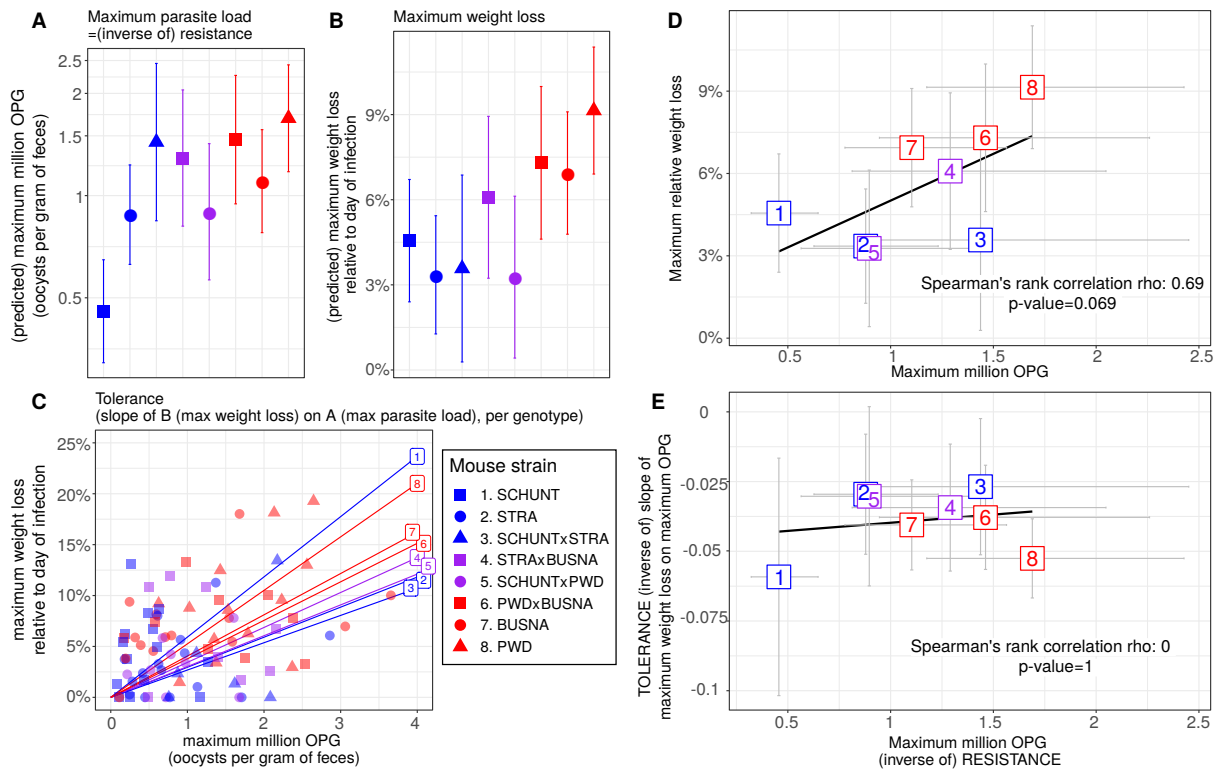 A
Maximum parasite load
=(inverse of) resistance
(predicted) maximum million OPG
(oocysts per gram of feces)
2.5
2
1.5
1
0.5
B
Maximum weight loss
(predicted) maximum weight loss
relative to day of infection
9%
6%
3%
0%
D
Maximum relative weight loss
9%
6%
3%
0%
1
2
5
3
4
7
6
8
Spearman's rank correlation rho: 0.69
p-value=0.069
0.5
1
1.5
2
2.5
Maximum million OPG
C
Tolerance
(slope of B (max weight loss) on A (max parasite load), per genotype)
maximum weight loss
relative to day of infection
25%
20%
15%
10%
5%
0%
1
8
7
6
4
5
2
3
0
1
2
3
4
maximum million OPG
(oocysts per gram of feces)
Mouse strain
1. SCHUNT
2. STRA
3. SCHUNTxSTRA
4. STRAxBUSNA
5. SCHUNTxPWD
6. PWDxBUSNA
7. BUSNA
8. PWD
E
TOLERANCE (inverse of) slope of
maximum weight loss on maximum OPG
0
-0.025
-0.05
-0.075
-0.1
1
2
5
3
4
7
6
8
Spearman's rank correlation rho: 0
p-value=1
0.5
1
1.5
2
2.5
Maximum million OPG
(inverse of) RESISTANCE